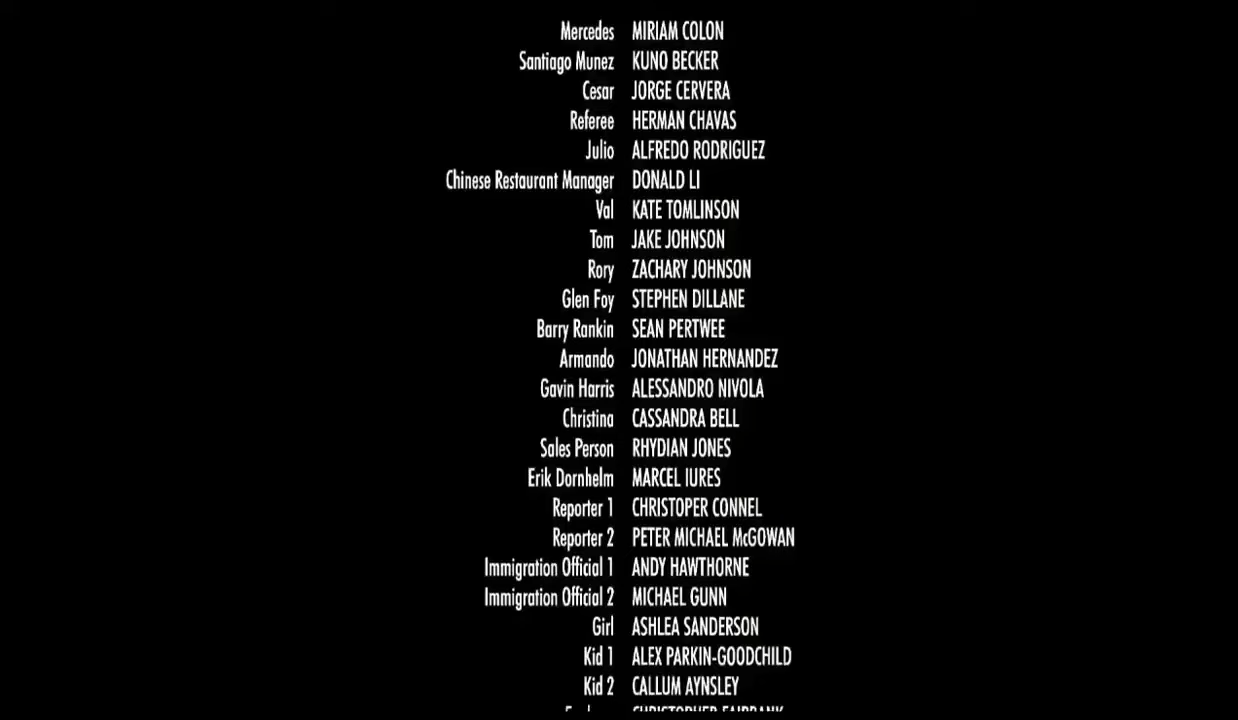 Mercedes MIRIAM COLON
Santiago Munez KUNO BECKER
Cesar JORGE CERVERA
Referee HERMAN CHAVAS
Julio ALFREDO RODRIGUEZ
Chinese Restaurant Manager DONALD LI
Val KATE TOMLINSON
Tom JAKE JOHNSON
Rory ZACHARY JOHNSON
Glen Foy STEPHEN DILLANE
Barry Rankin SEAN PERTWEE
Armando JONATHAN HERNANDEZ
Gavin Harris ALESSANDRO NIVOLA
Christina CASSANDRA BELL
Sales Person RHYDIAN JONES
Erik Dornhelm MARCEL IURES
Reporter 1 CHRISTOPER CONNEL
Reporter 2 PETER MICHAEL McGOWAN
Immigration Official 1 ANDY HAWTHORNE
Immigration Official 2 MICHAEL GUNN
Girl ASHLEA SANDERSON
Kid 1 ALEX PARKIN-GOODCHILD
Kid 2 CALLUM AYNSLEY
CHRISTOPHER FAIRBANK